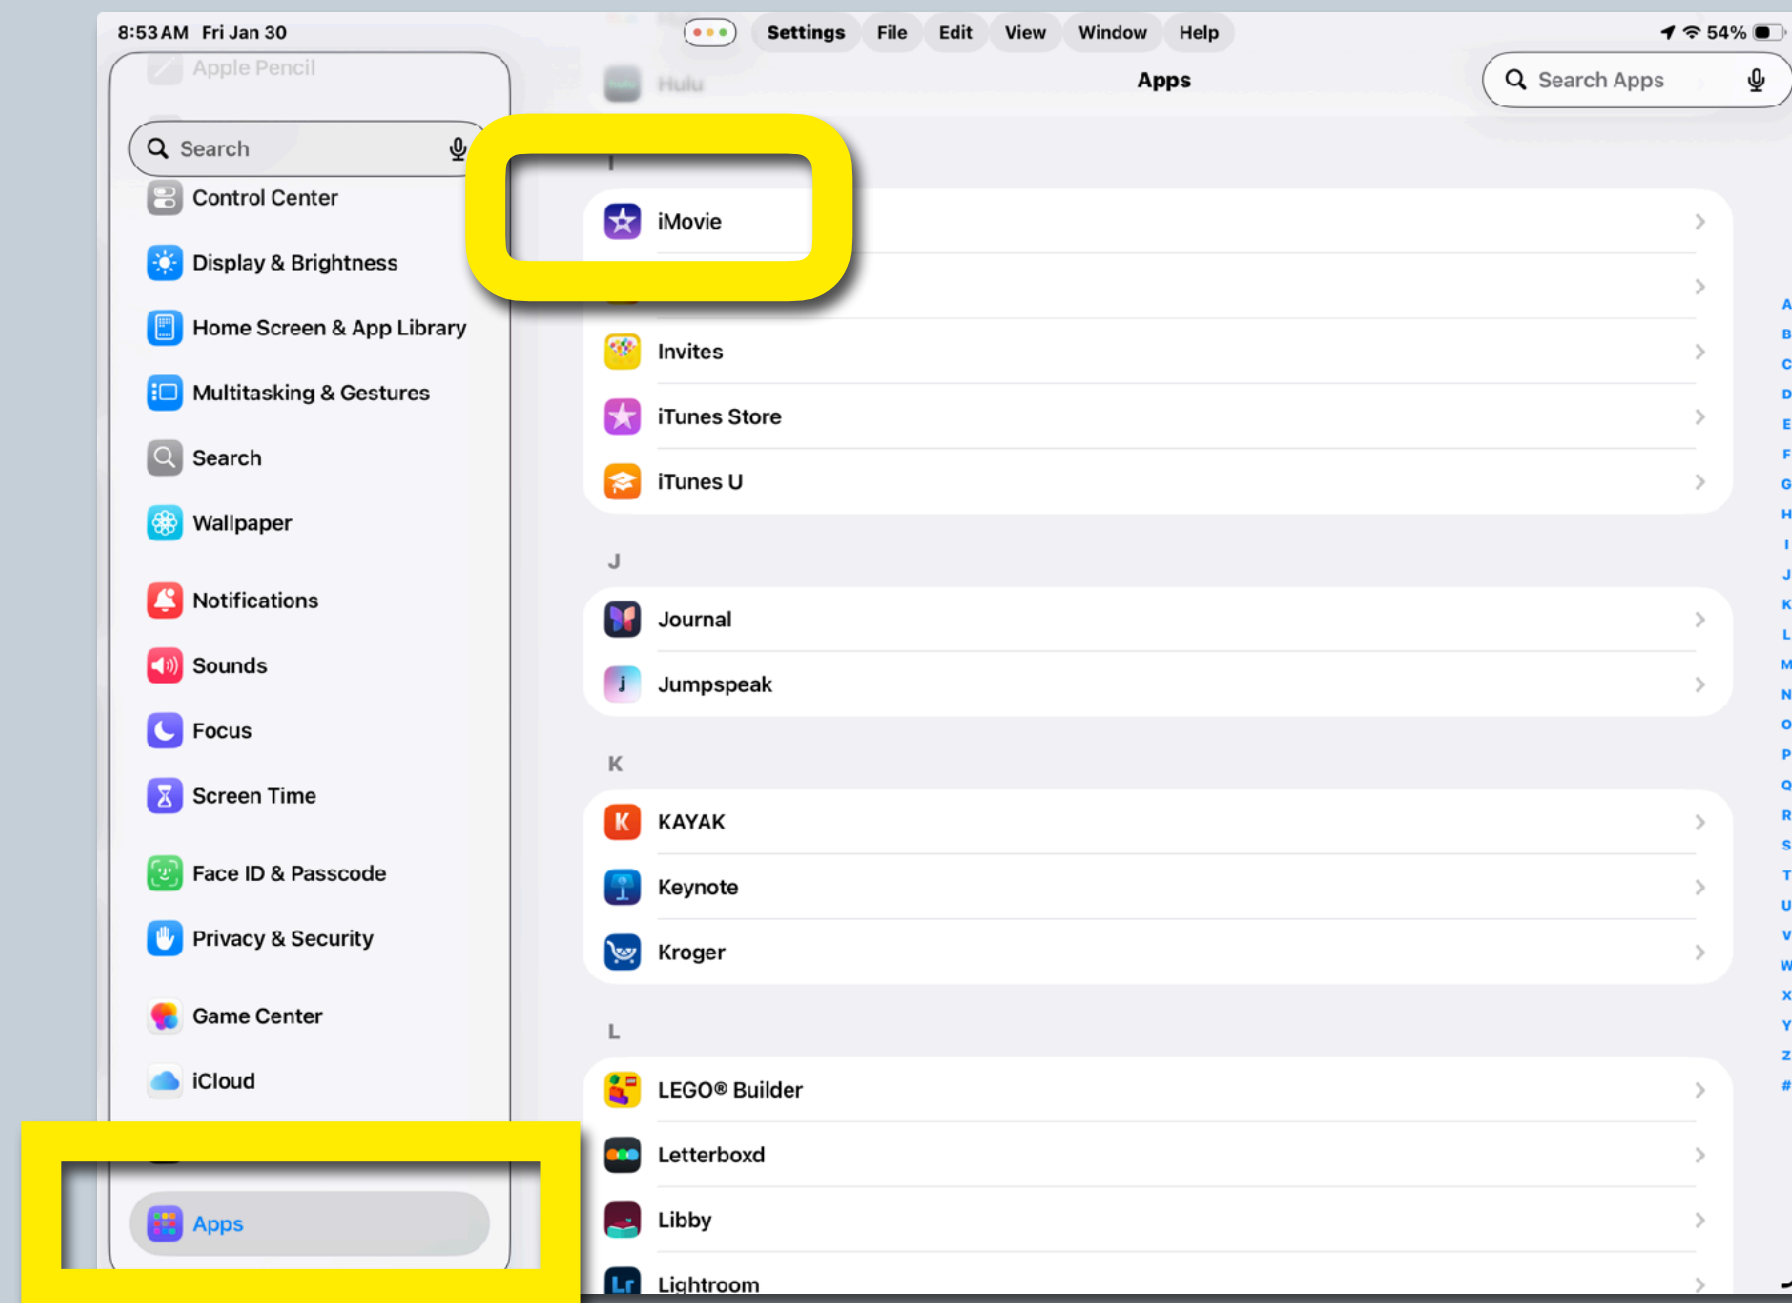 8:53 AM Fri Jan 30
Settings File Edit View Window Help
54%
Apple Pencil
Search
Control Center
Display & Brightness
Home Screen & App Library
Multitasking & Gestures
Search
Wallpaper
Notifications
Sounds
Focus
Screen Time
Face ID & Passcode
Privacy & Security
Game Center
iCloud
Apps
Hulu
Apps
Search Apps
I
iMovie
Invites
iTunes Store
iTunes U
J
Journal
j
Jumpspeak
K
K
KAYAK
Keynote
Kroger
L
LEGO® Builder
Letterboxd
Libby
Lr
Lightroom
A
B
C
D
E
F
G
H
I
J
K
L
M
N
O
P
Q
R
S
T
U
V
W
X
Y
Z
#